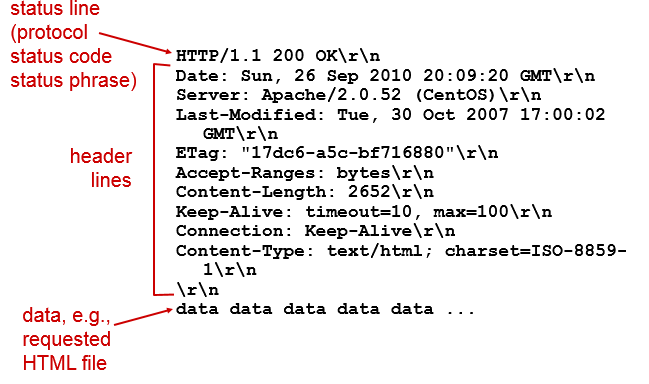 status line
(protocol
status code
status phrase)
HTTP/1.1 200 OK\r\n
Date: Sun, 26 Sep 2010 20:09:20 GMT\r\n
Server: Apache/2.0.52 (CentOS)\r\n
Last-Modified: Tue, 30 Oct 2007 17:00:02
GMT\r\n
ETag: "17dc6-a5c-bf716880"\r\n
Accept-Ranges: bytes\r\n
Content-Length: 2652\r\n
Keep-Alive: timeout=10, max=100\r\n
Connection: Keep-Alive\r\n
Content-Type: text/html; charset=ISO-8859-
1\r\n
\r\n
header
lines
data data data data data ...
data, e.g.,
requested
HTML file